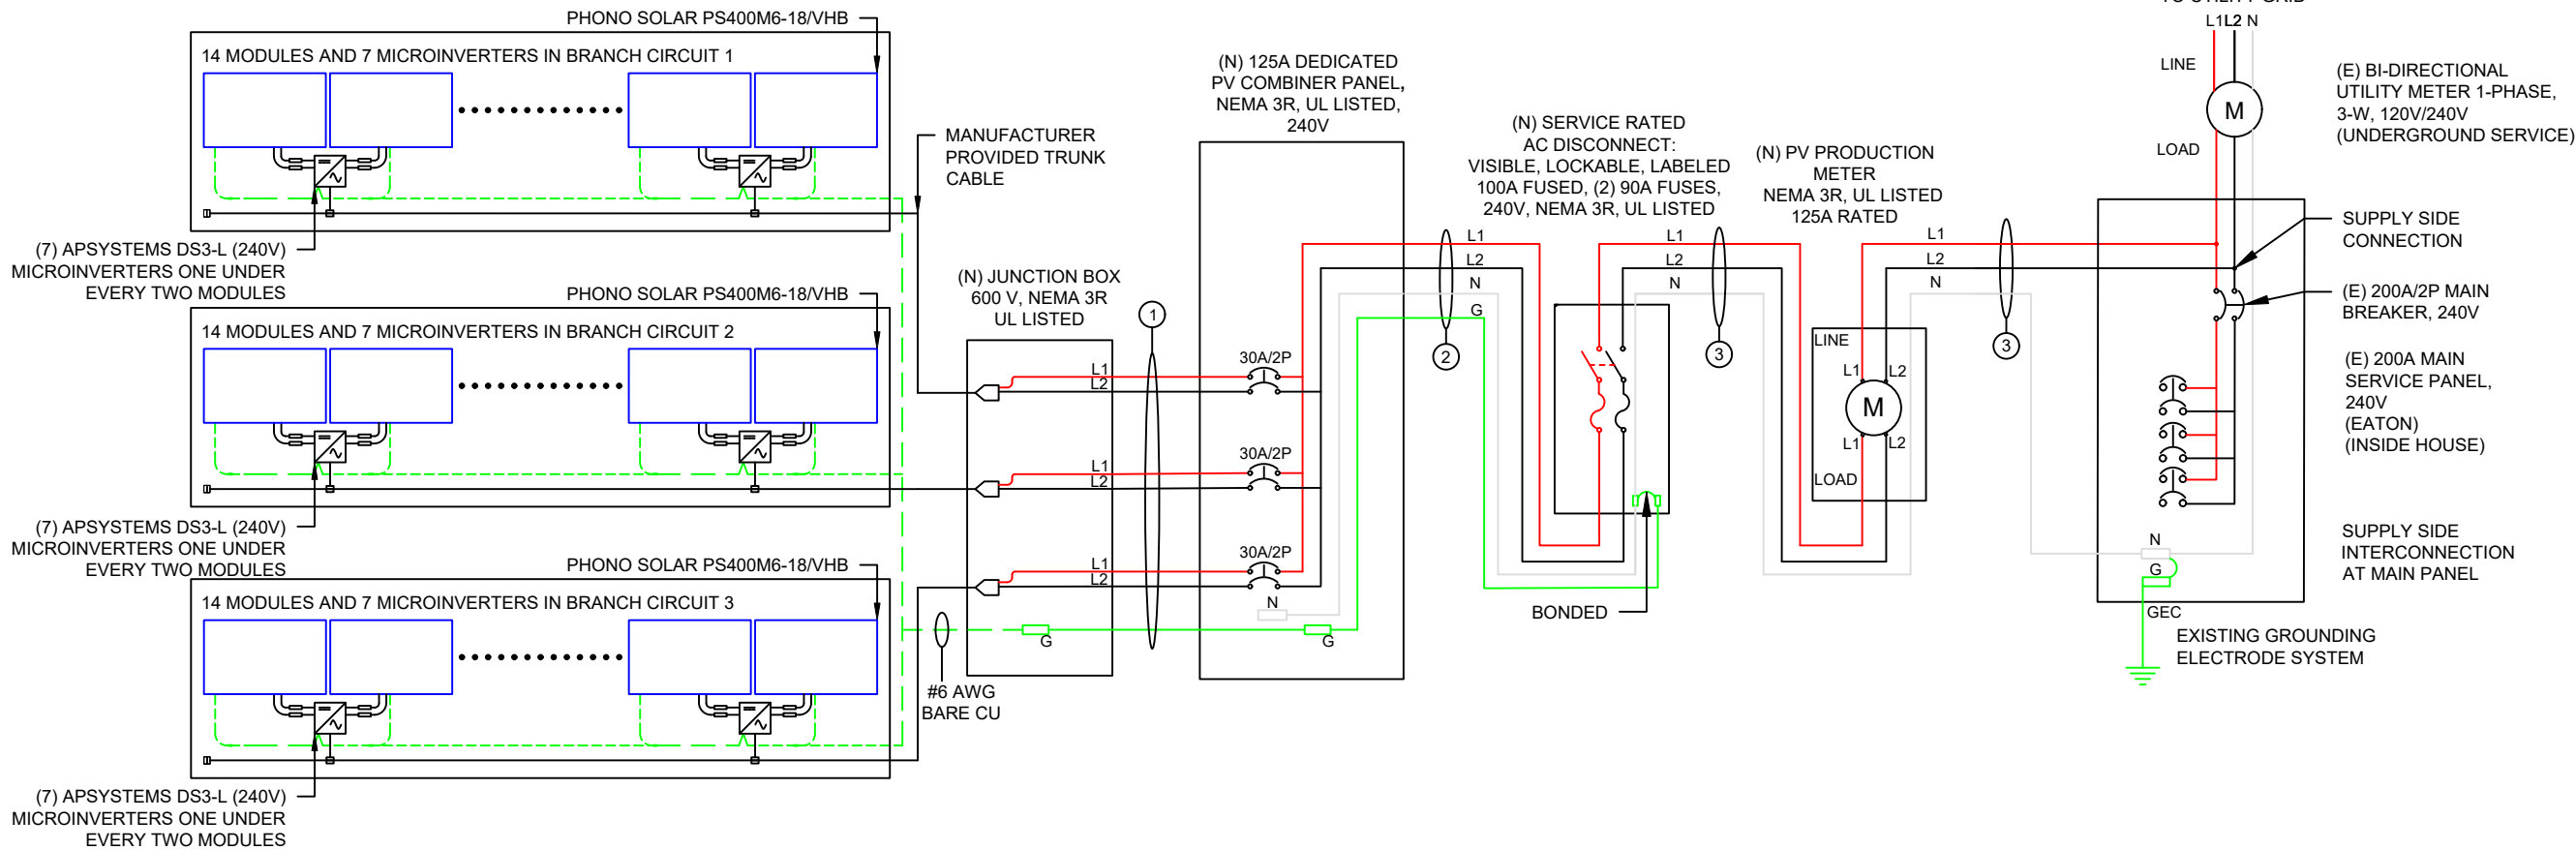 PHONO SOLAR PS400M6-18/VHB
14 MODULES AND 7 MICROINVERTERS IN BRANCH CIRCUIT 1
(7) APSYSTEMS DS3-L (240V)
MICROINVERTERS ONE UNDER
EVERY TWO MODULES
PHONO SOLAR PS400M6-18/VHB
14 MODULES AND 7 MICROINVERTERS IN BRANCH CIRCUIT 2
(7) APSYSTEMS DS3-L (240V)
MICROINVERTERS ONE UNDER
EVERY TWO MODULES
PHONO SOLAR PS400M6-18/VHB
14 MODULES AND 7 MICROINVERTERS IN BRANCH CIRCUIT 3
(7) APSYSTEMS DS3-L (240V)
MICROINVERTERS ONE UNDER
EVERY TWO MODULES
MANUFACTURER
PROVIDED TRUNK
CABLE
#6 AWG
BARE CU
(N) JUNCTION BOX
600 V, NEMA 3R
UL LISTED
L1
L2
L1
L2
L1
L2
G
1
(N) 125A DEDICATED
PV COMBINER PANEL,
NEMA 3R, UL LISTED,
240V
30A/2P
30A/2P
30A/2P
N
G
L1
L2
N
G
2
(N) SERVICE RATED
AC DISCONNECT:
VISIBLE, LOCKABLE, LABELED
100A FUSED, (2) 90A FUSES,
240V, NEMA 3R, UL LISTED
BONDED
L1
L2
N
3
(N) PV PRODUCTION
METER
NEMA 3R, UL LISTED
125A RATED
LINE
L1 L2
M
L1 L2
LOAD
L1
L2
N
3
L1 L2 N
LINE
M
LOAD
(E) BI-DIRECTIONAL
UTILITY METER 1-PHASE,
3-W, 120V/240V
(UNDERGROUND SERVICE)
SUPPLY SIDE
CONNECTION
(E) 200A/2P MAIN
BREAKER, 240V
(E) 200A MAIN
SERVICE PANEL,
240V
(EATON)
(INSIDE HOUSE)
SUPPLY SIDE
INTERCONNECTION
AT MAIN PANEL
N
G
GEC
EXISTING GROUNDING
ELECTRODE SYSTEM